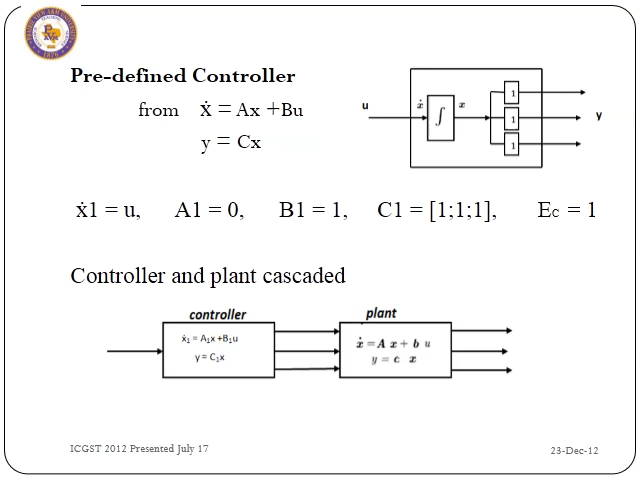 Pre-defined Controller
from ẋ = Ax +Bu
y = Cx
u
ẋ
∫
x
1
1
1
y
ẋ1 = u, A1 = 0, B1 = 1, C1 = [1;1;1], Ec = 1
Controller and plant cascaded
controller
plant
ẋ₁ = A₁x +B₁u
y = C₁x
ẋ = A x + b u
y = c x
ICGST 2012 Presented July 17
23-Dec-12